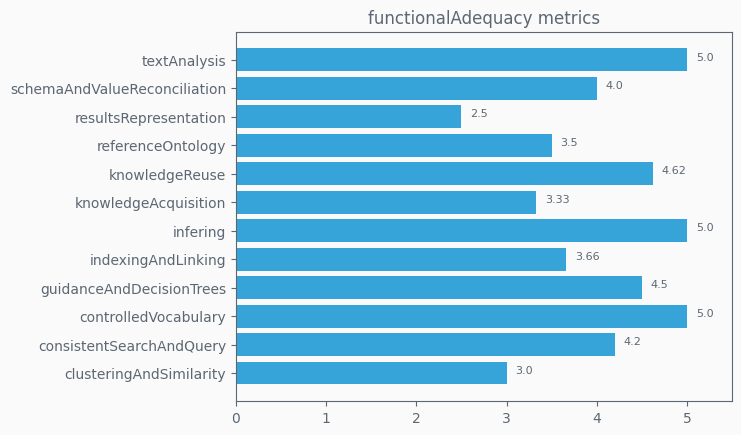 functionalAdequacy metrics
textAnalysis 5.0
schemaAndValueReconciliation 4.0
resultsRepresentation 2.5
referenceOntology 3.5
knowledgeReuse 4.62
knowledgeAcquisition 3.33
infering 5.0
indexingAndLinking 3.66
guidanceAndDecisionTrees 4.5
controlledVocabulary 5.0
consistentSearchAndQuery 4.2
clusteringAndSimilarity 3.0
0 1 2 3 4 5